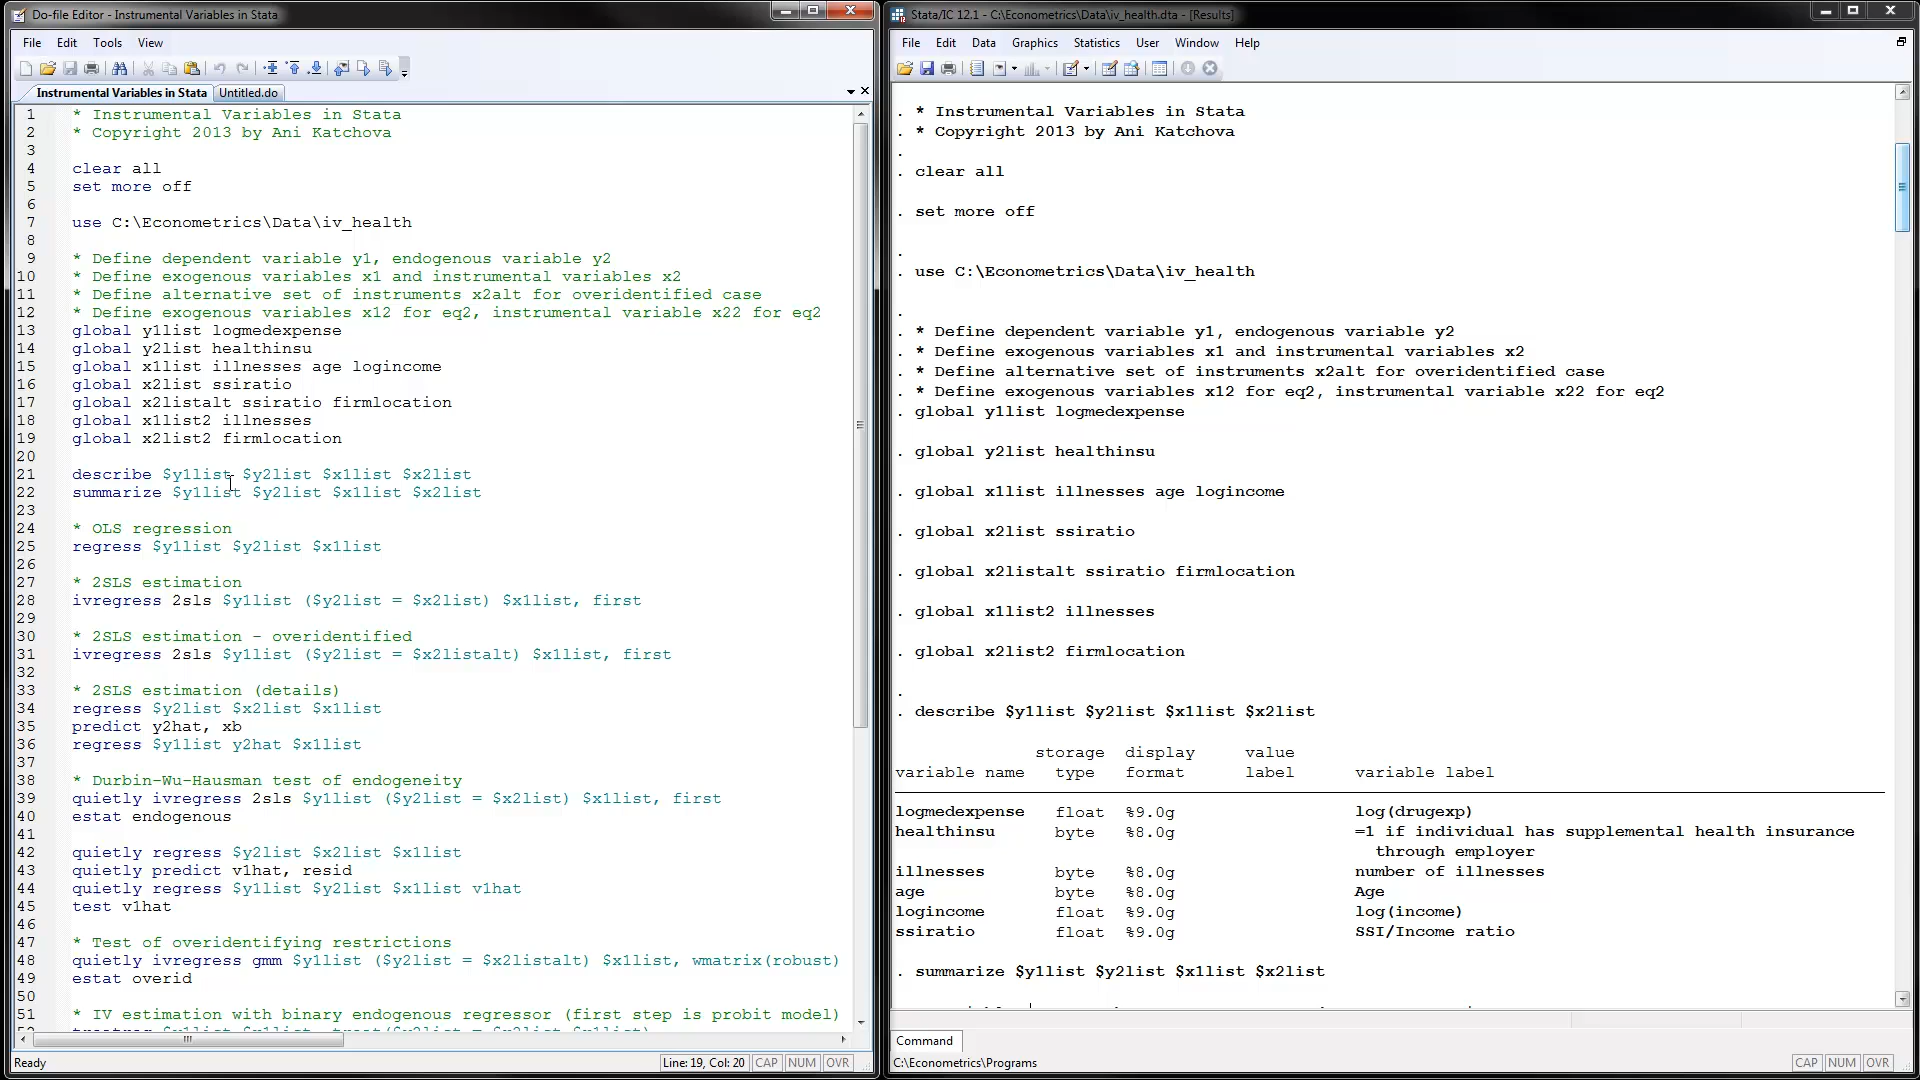 Do-file Editor - Instrumental Variables in Stata
File Edit Tools View
Instrumental Variables in Stata Untitled.do
1 * Instrumental Variables in Stata
2 * Copyright 2013 by Ani Katchova
3
4 clear all
5 set more off
6
7 use C:\Econometrics\Data\iv_health
8
9 * Define dependent variable y1, endogenous variable y2
10 * Define exogenous variables x1 and instrumental variables x2
11 * Define alternative set of instruments x2alt for overidentified case
12 * Define exogenous variables x12 for eq2, instrumental variable x22 for eq2
13 global y1list logmedexpense
14 global y2list healthinsu
15 global x1list illnesses age logincome
16 global x2list ssiratio
17 global x2listalt ssiratio firmlocation
18 global x1list2 illnesses
19 global x2list2 firmlocation
20
21 describe $y1list $y2list $x1list $x2list
22 summarize $y1list $y2list $x1list $x2list
23
24 * OLS regression
25 regress $y1list $y2list $x1list
26
27 * 2SLS estimation
28 ivregress 2sls $y1list ($y2list = $x2list) $x1list, first
29
30 * 2SLS estimation - overidentified
31 ivregress 2sls $y1list ($y2list = $x2listalt) $x1list, first
32
33 * 2SLS estimation (details)
34 regress $y2list $x2list $x1list
35 predict y2hat, xb
36 regress $y1list y2hat $x1list
37
38 * Durbin-Wu-Hausman test of endogeneity
39 quietly ivregress 2sls $y1list ($y2list = $x2list) $x1list, first
40 estat endogenous
41
42 quietly regress $y2list $x2list $x1list
43 quietly predict v1hat, resid
44 quietly regress $y1list $y2list $x1list v1hat
45 test v1hat
46
47 * Test of overidentifying restrictions
48 quietly ivregress gmm $y1list ($y2list = $x2listalt) $x1list, wmatrix(robust)
49 estat overid
50
51 * IV estimation with binary endogenous regressor (first step is probit model)
Ready Line: 19, Col: 20 CAP NUM OVR
Stata/IC 12.1 - C:\Econometrics\Data\iv_health.dta - [Results]
File Edit Data Graphics Statistics User Window Help
. * Instrumental Variables in Stata
. * Copyright 2013 by Ani Katchova
.
. clear all
. set more off
.
. use C:\Econometrics\Data\iv_health
.
. * Define dependent variable y1, endogenous variable y2
. * Define exogenous variables x1 and instrumental variables x2
. * Define alternative set of instruments x2alt for overidentified case
. * Define exogenous variables x12 for eq2, instrumental variable x22 for eq2
. global y1list logmedexpense
. global y2list healthinsu
. global x1list illnesses age logincome
. global x2list ssiratio
. global x2listalt ssiratio firmlocation
. global x1list2 illnesses
. global x2list2 firmlocation
.
. describe $y1list $y2list $x1list $x2list
storage display value
variable name type format label variable label
logmedexpense float %9.0g log(drugexp)
healthinsu byte %8.0g =1 if individual has supplemental health insurance
through employer
illnesses byte %8.0g number of illnesses
age byte %8.0g Age
logincome float %9.0g log(income)
ssiratio float %9.0g SSI/Income ratio
. summarize $y1list $y2list $x1list $x2list
Command
C:\Econometrics\Programs CAP NUM OVR